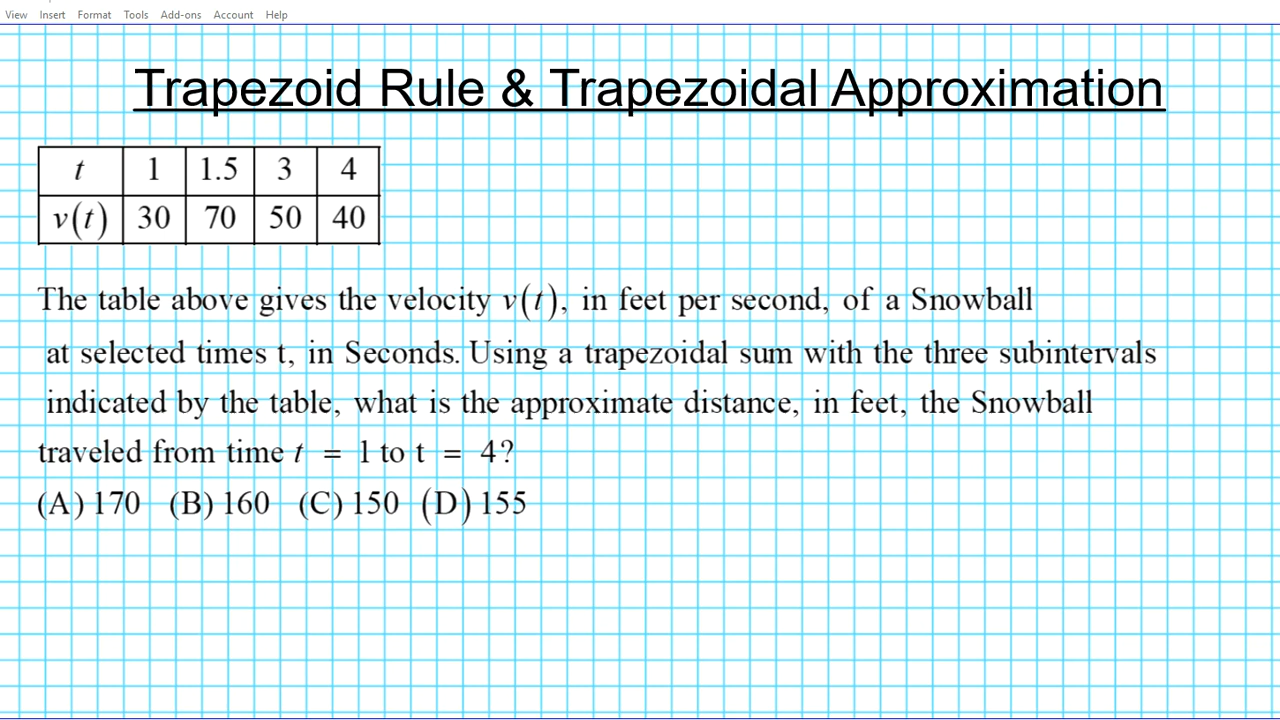 View Insert Format Tools Add-ons Account Help
Trapezoid Rule & Trapezoidal Approximation
t 1 1.5 3 4
v(t) 30 70 50 40
The table above gives the velocity v(t), in feet per second, of a Snowball
at selected times t, in Seconds. Using a trapezoidal sum with the three subintervals
indicated by the table, what is the approximate distance, in feet, the Snowball
traveled from time t = 1 to t = 4?
(A) 170 (B) 160 (C) 150 (D) 155